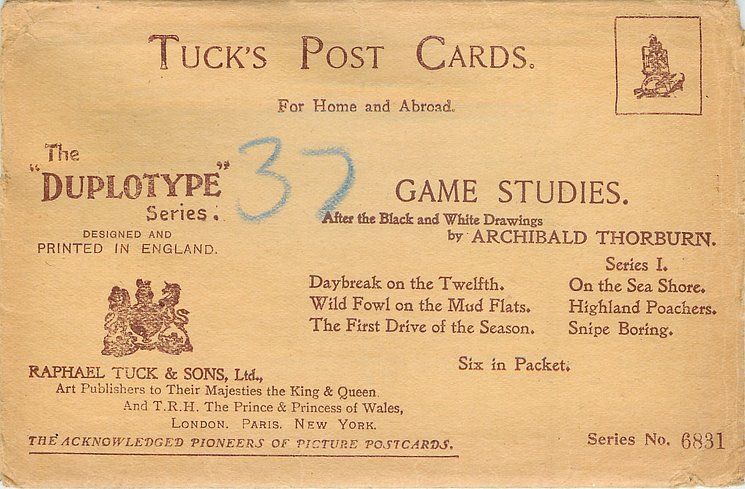 TUCK'S POST CARDS.
For Home and Abroad.
The
"DUPLOTYPE"
Series.
37
DESIGNED AND
PRINTED IN ENGLAND.
GAME STUDIES.
After the Black and White Drawings
by ARCHIBALD THORBURN.
Series I.
Daybreak on the Twelfth.
On the Sea Shore.
Wild Fowl on the Mud Flats.
Highland Poachers.
The First Drive of the Season.
Snipe Boring.
Six in Packet.
RAPHAEL TUCK & SONS, Ltd.,
Art Publishers to Their Majesties the King & Queen.
And T.R.H. The Prince & Princess of Wales,
LONDON. PARIS. NEW YORK.
THE ACKNOWLEDGED PIONEERS OF PICTURE POSTCARDS.
Series No. 6831